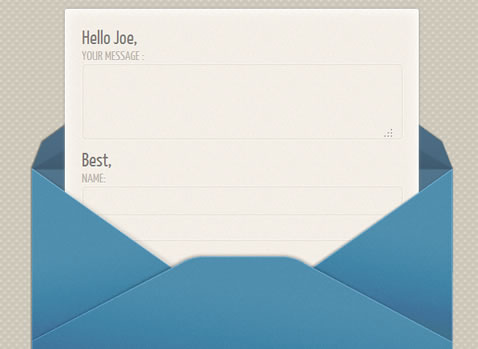 Hello Joe,
YOUR MESSAGE :
Best,
NAME: